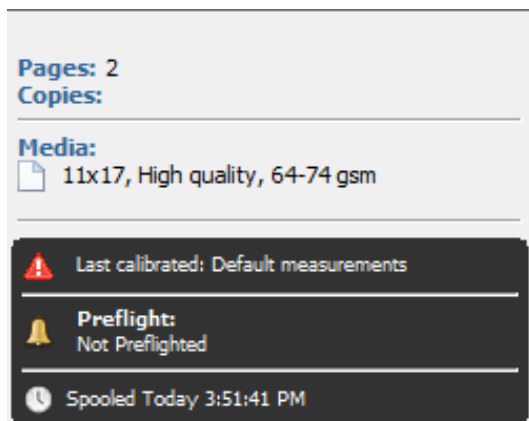 Pages: 2
Copies:
Media:
11x17, High quality, 64-74 gsm
Last calibrated: Default measurements
Preflight:
Not Preflighted
Spooled Today 3:51:41 PM